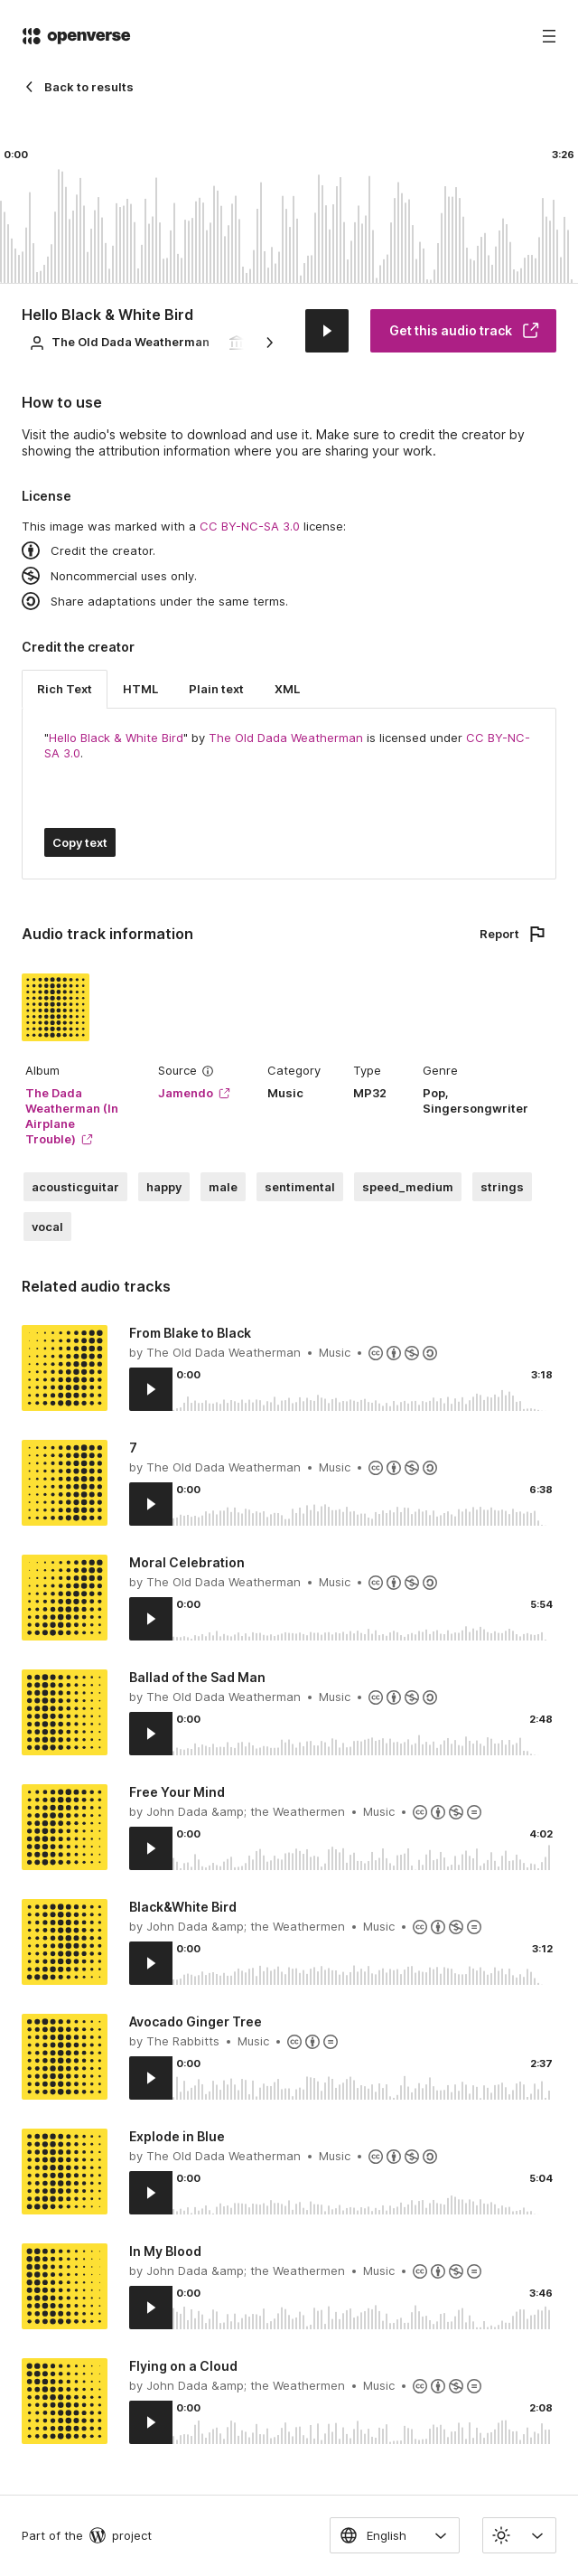 openverse
Back to results
0:00
3:26
Hello Black & White Bird
The Old Dada Weatherman
Get this audio track
How to use
Visit the audio's website to download and use it. Make sure to credit the creator by
showing the attribution information where you are sharing your work.
License
This image was marked with a CC BY-NC-SA 3.0 license:
Credit the creator.
Noncommercial uses only.
Share adaptations under the same terms.
Credit the creator
Rich Text HTML Plain text XML
"Hello Black & White Bird" by The Old Dada Weatherman is licensed under CC BY-NC-
SA 3.0.
Copy text
Audio track information
Report
Album Source Category Type Genre
The Dada
Weatherman (In
Airplane
Trouble)
Jamendo
Music
MP32
Pop,
Singersongwriter
acousticguitar happy male sentimental speed_medium strings
vocal
Related audio tracks
From Blake to Black
by The Old Dada Weatherman • Music •
0:00 3:18
7
by The Old Dada Weatherman • Music •
0:00 6:38
Moral Celebration
by The Old Dada Weatherman • Music •
0:00 5:54
Ballad of the Sad Man
by The Old Dada Weatherman • Music •
0:00 2:48
Free Your Mind
by John Dada &amp; the Weathermen • Music •
0:00 4:02
Black&White Bird
by John Dada &amp; the Weathermen • Music •
0:00 3:12
Avocado Ginger Tree
by The Rabbitts • Music •
0:00 2:37
Explode in Blue
by The Old Dada Weatherman • Music •
0:00 5:04
In My Blood
by John Dada &amp; the Weathermen • Music •
0:00 3:46
Flying on a Cloud
by John Dada &amp; the Weathermen • Music •
0:00 2:08
Part of the project
English